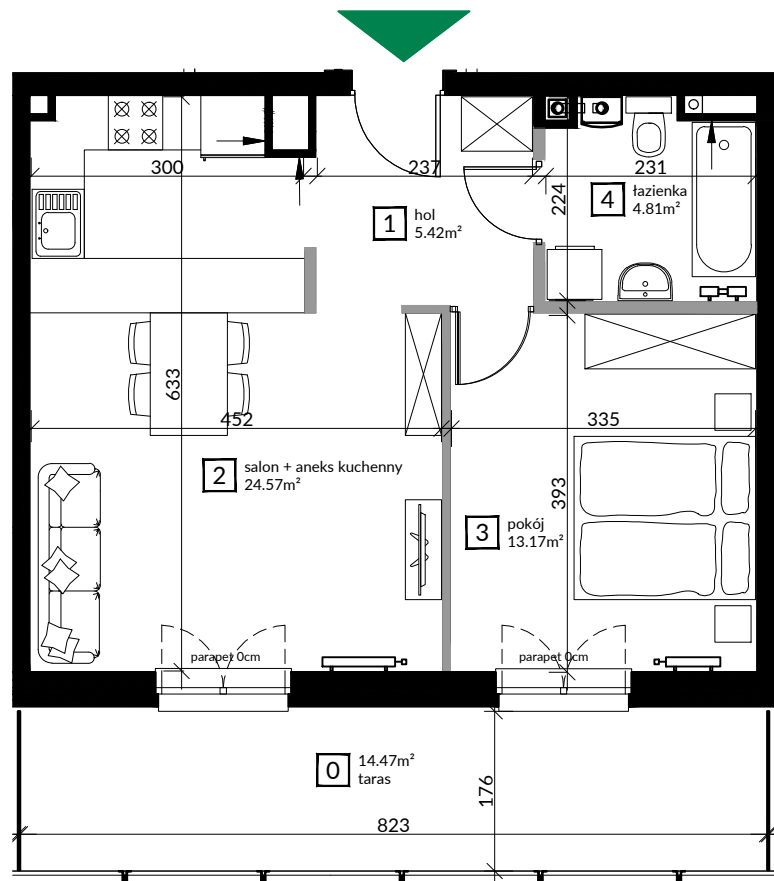 300
237
231
224
1 hol
5.42m²
4 łazienka
4.81m²
633
452
335
2 salon + aneks kuchenny
24.57m²
393
3 pokój
13.17m²
parapet 0cm
parapet 0cm
0 14.47m²
taras
176
823